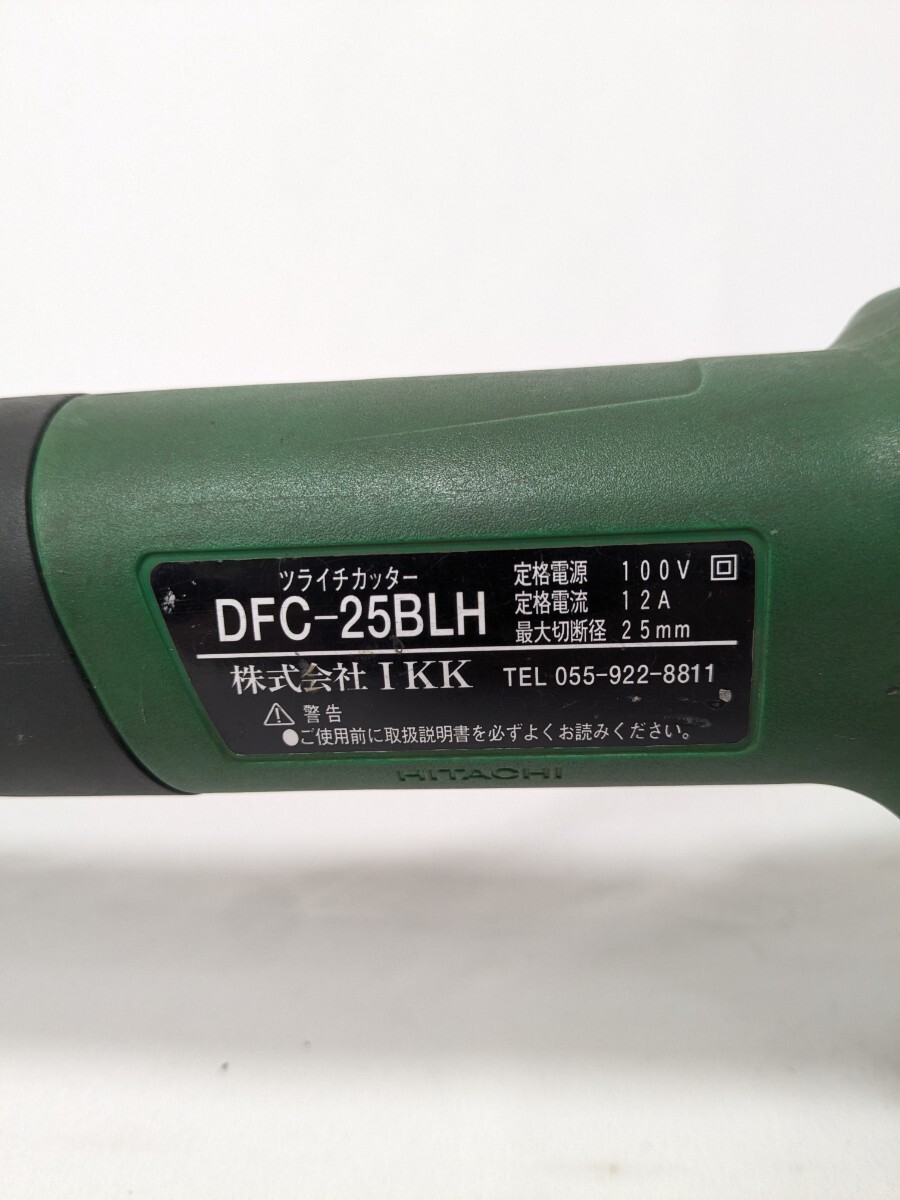 ツライチカッター
DFC-25BLH
定格電源 100V
定格電流 12A
最大切断径 25mm
株式会社 IKK TEL 055-922-8811
⚠ 警告
●ご使用前に取扱説明書を必ずよくお読みください。
HITACHI